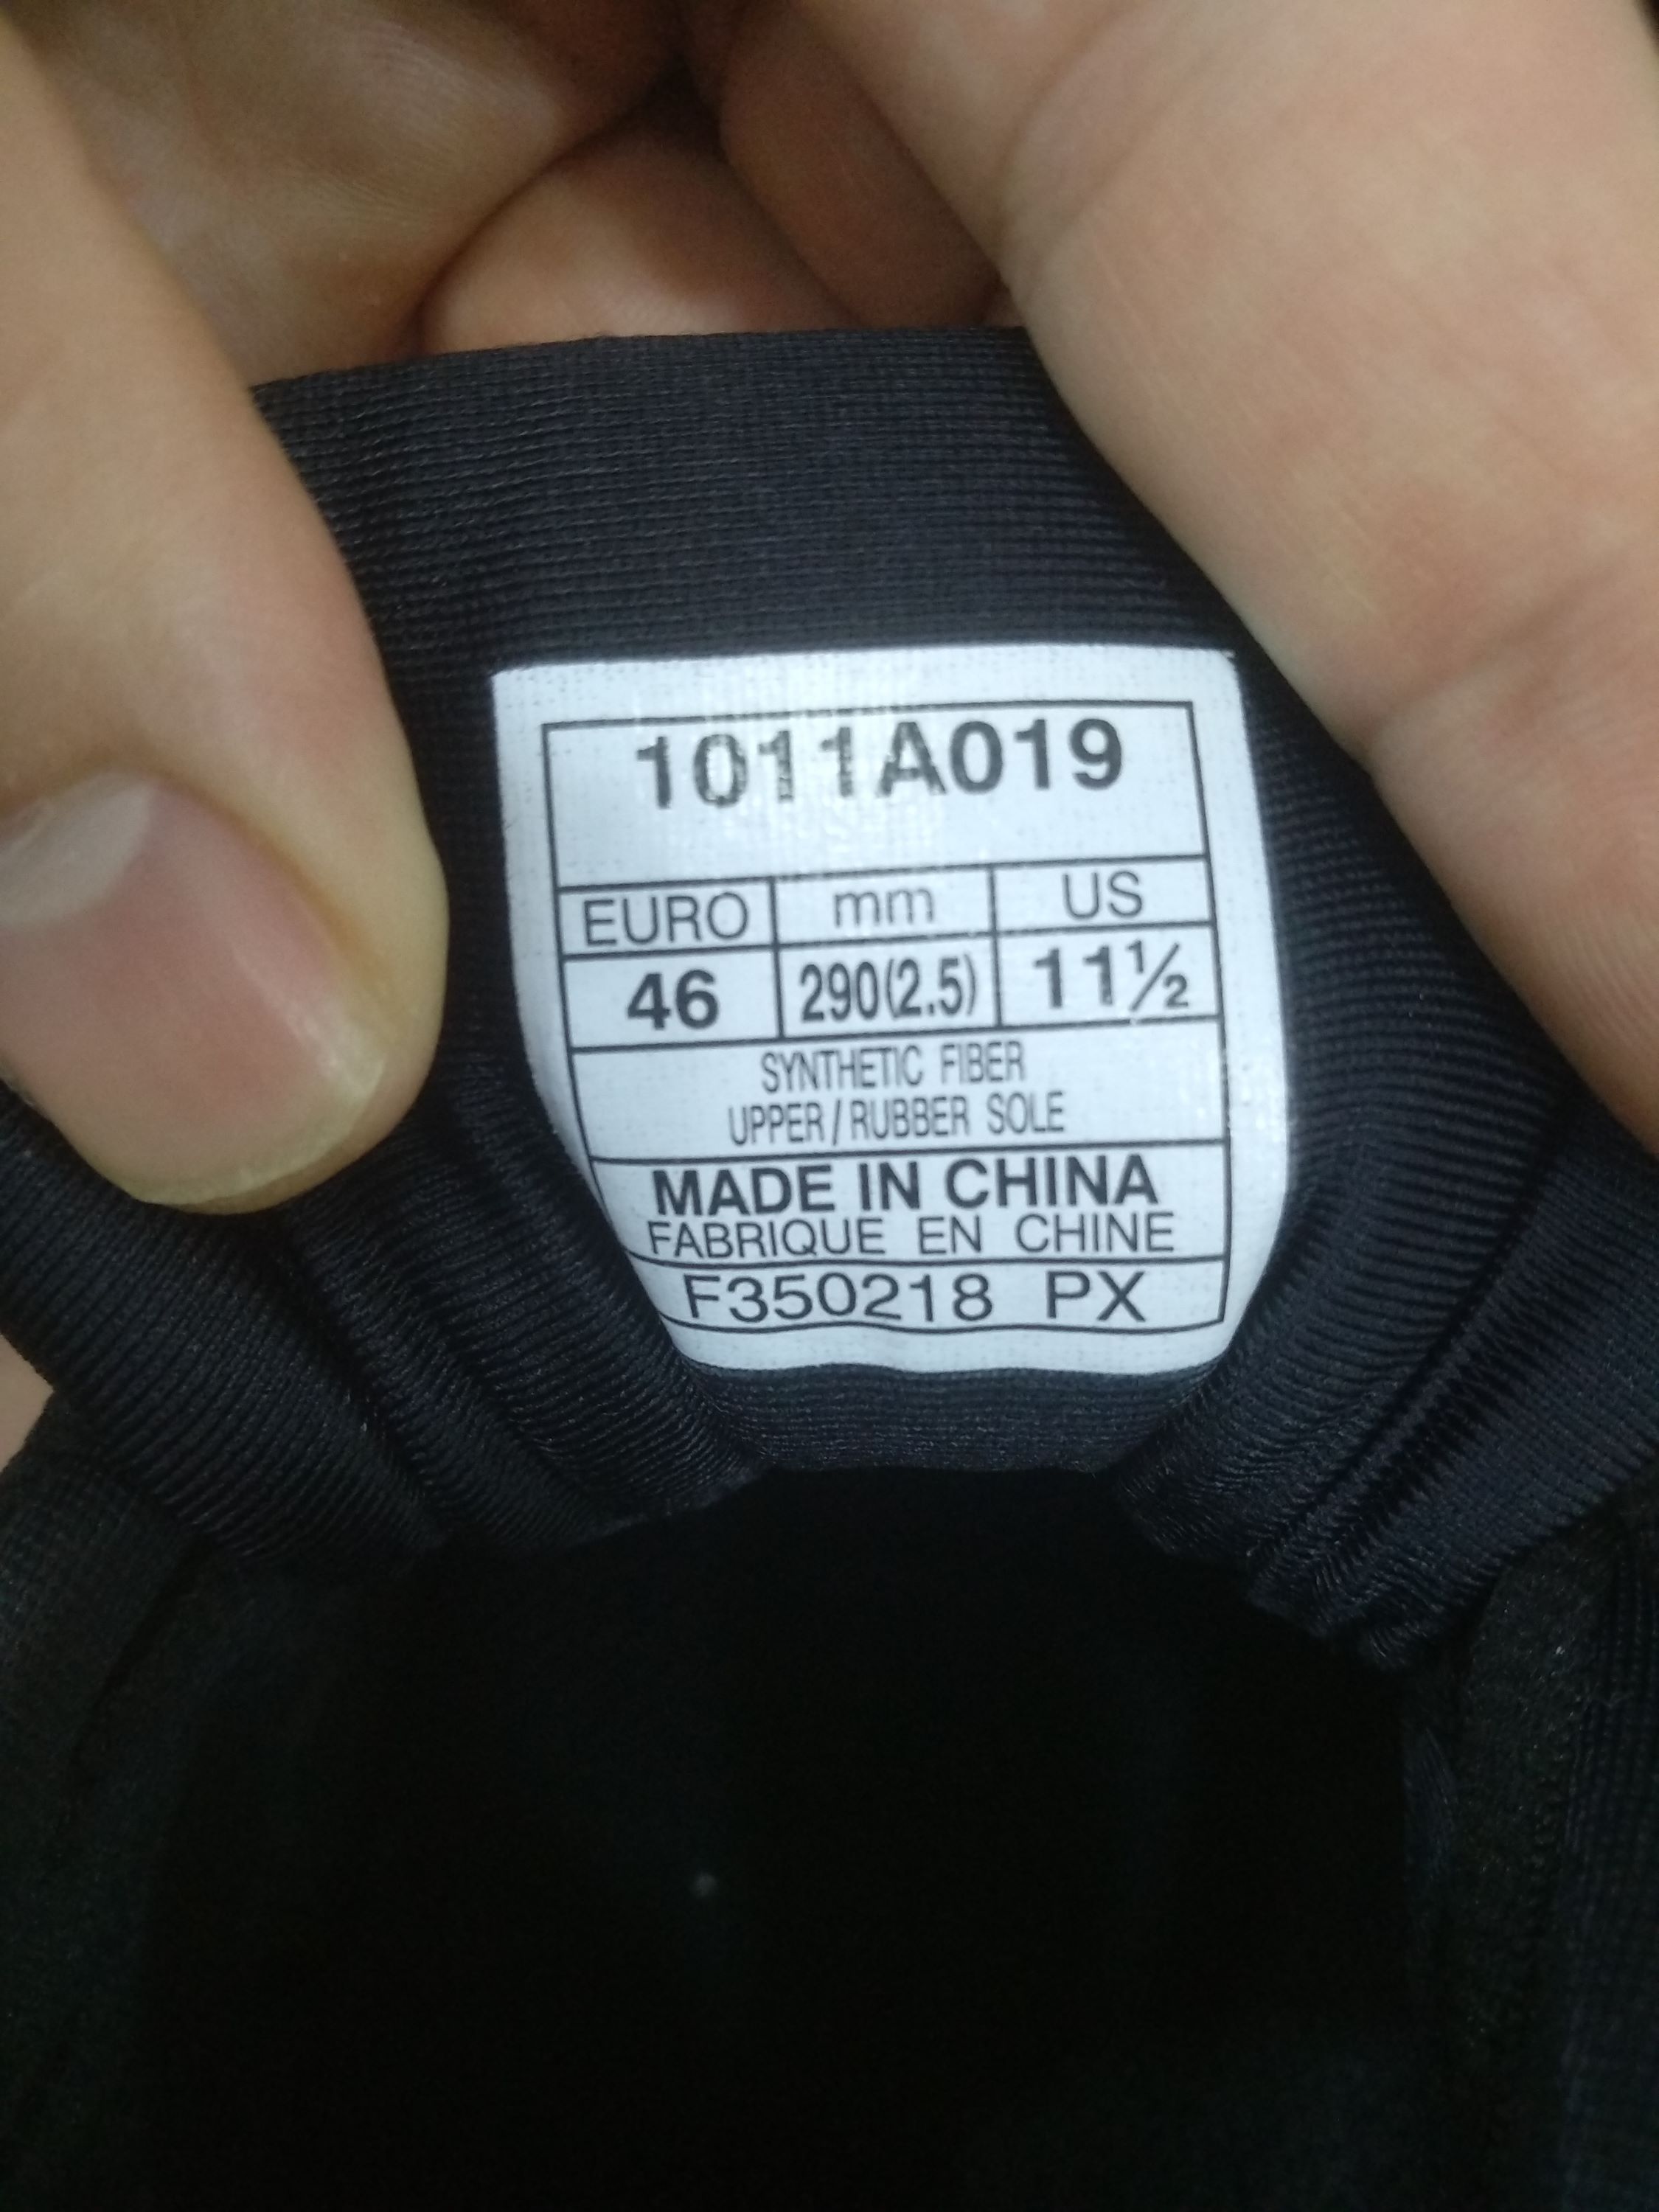 1011A019
EURO mm US
46 290(2.5) 11½
SYNTHETIC FIBER
UPPER/RUBBER SOLE
MADE IN CHINA
FABRIQUE EN CHINE
F350218 PX